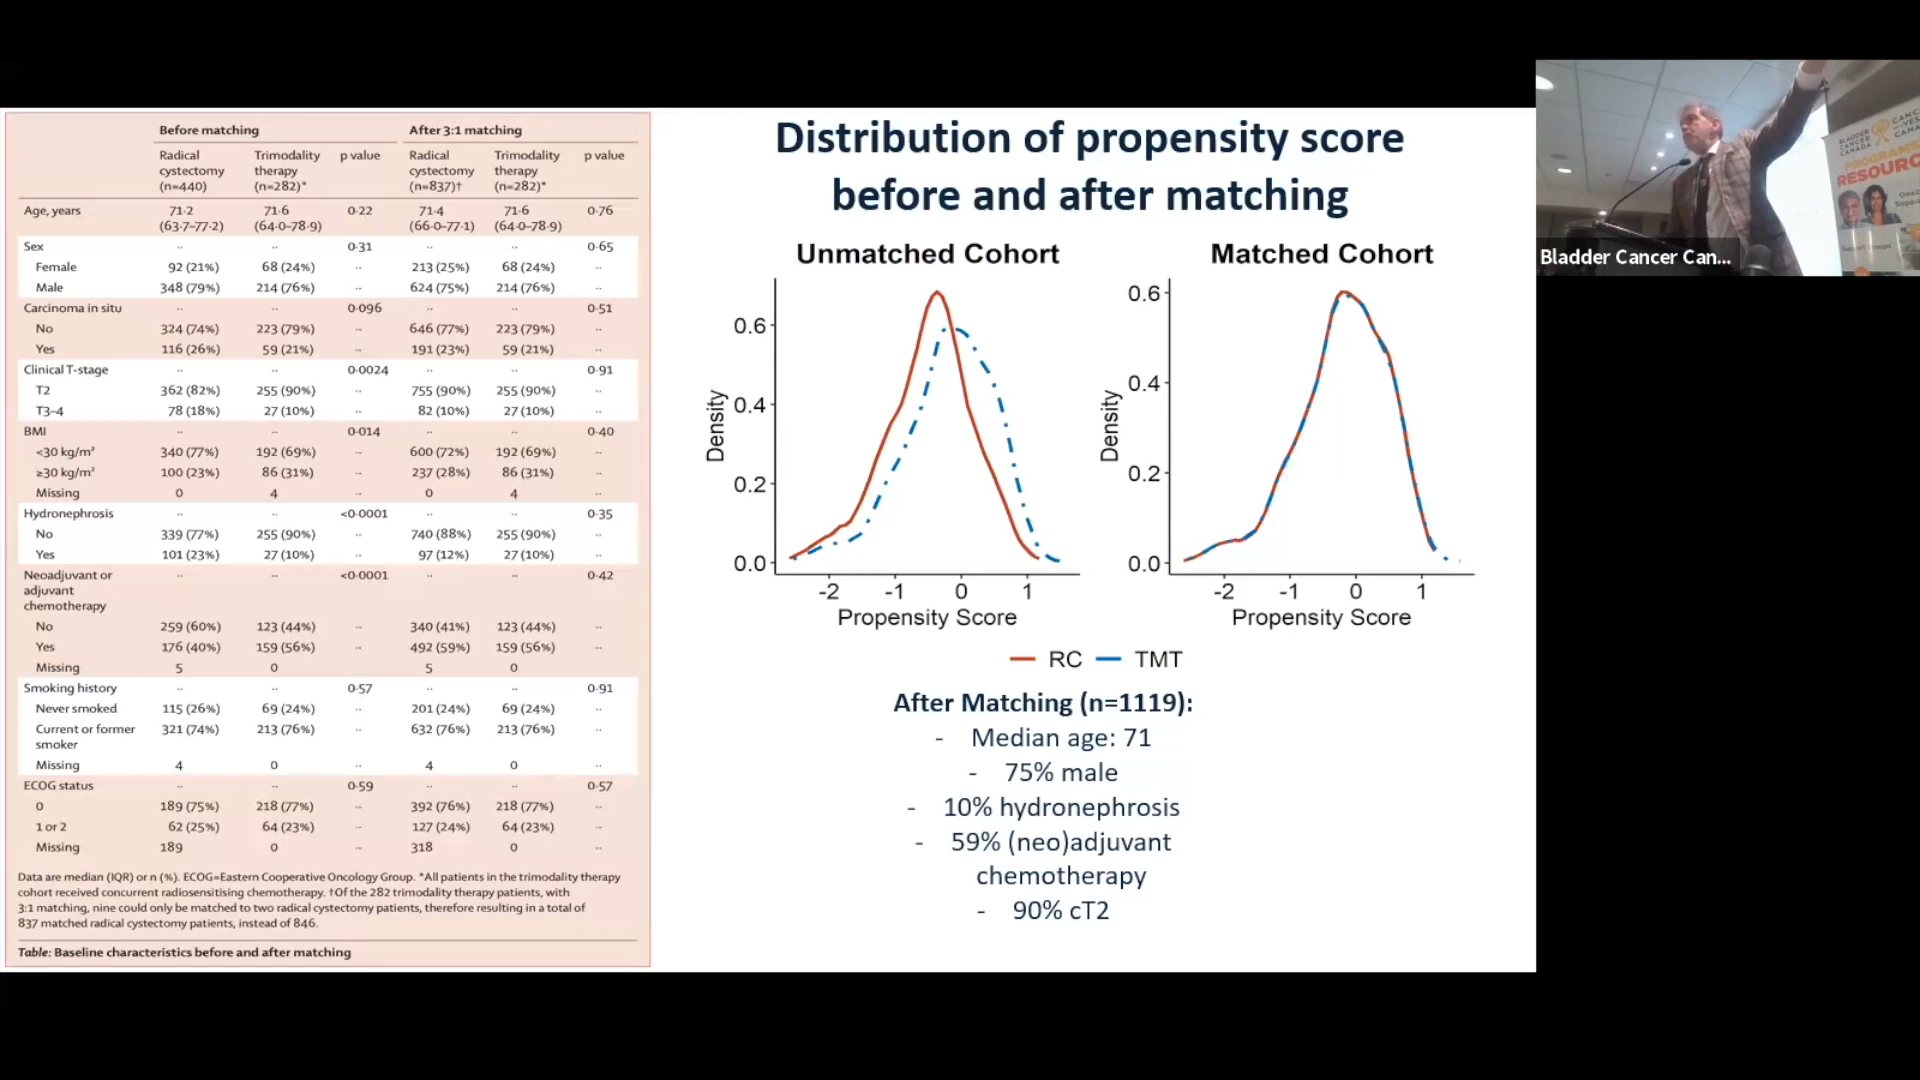 Before matching After 3:1 matching
Radical cystectomy (n=440) Trimodality therapy (n=282)* p value Radical cystectomy (n=837)† Trimodality therapy (n=282)* p value
Age, years 71·2 (63·7–77·2) 71·6 (64·0–78·9) 0·22 71·4 (66·0–77·1) 71·6 (64·0–78·9) 0·76
Sex ·· ·· 0·31 ·· ·· 0·65
Female 92 (21%) 68 (24%) ·· 213 (25%) 68 (24%) ··
Male 348 (79%) 214 (76%) ·· 624 (75%) 214 (76%) ··
Carcinoma in situ ·· ·· 0·096 ·· ·· 0·51
No 324 (74%) 223 (79%) ·· 646 (77%) 223 (79%) ··
Yes 116 (26%) 59 (21%) ·· 191 (23%) 59 (21%) ··
Clinical T-stage ·· ·· 0·0024 ·· ·· 0·91
T2 362 (82%) 255 (90%) ·· 755 (90%) 255 (90%) ··
T3–4 78 (18%) 27 (10%) ·· 82 (10%) 27 (10%) ··
BMI ·· ·· 0·014 ·· ·· 0·40
<30 kg/m² 340 (77%) 192 (69%) ·· 600 (72%) 192 (69%) ··
≥30 kg/m² 100 (23%) 86 (31%) ·· 237 (28%) 86 (31%) ··
Missing 0 4 ·· 0 4 ··
Hydronephrosis ·· ·· <0·0001 ·· ·· 0·35
No 339 (77%) 255 (90%) ·· 740 (88%) 255 (90%) ··
Yes 101 (23%) 27 (10%) ·· 97 (12%) 27 (10%) ··
Neoadjuvant or adjuvant chemotherapy ·· ·· <0·0001 ·· ·· 0·42
No 259 (60%) 123 (44%) ·· 340 (41%) 123 (44%) ··
Yes 176 (40%) 159 (56%) ·· 492 (59%) 159 (56%) ··
Missing 5 0 ·· 5 0 ··
Smoking history ·· ·· 0·57 ·· ·· 0·91
Never smoked 115 (26%) 69 (24%) ·· 201 (24%) 69 (24%) ··
Current or former smoker 321 (74%) 213 (76%) ·· 632 (76%) 213 (76%) ··
Missing 4 0 ·· 4 0 ··
ECOG status ·· ·· 0·59 ·· ·· 0·57
0 189 (75%) 218 (77%) ·· 392 (76%) 218 (77%) ··
1 or 2 62 (25%) 64 (23%) ·· 127 (24%) 64 (23%) ··
Missing 189 0 ·· 318 0 ··
Data are median (IQR) or n (%). ECOG=Eastern Cooperative Oncology Group. *All patients in the trimodality therapy
cohort received concurrent radiosensitising chemotherapy. †Of the 282 trimodality therapy patients, with
3:1 matching, nine could only be matched to two radical cystectomy patients, therefore resulting in a total of
837 matched radical cystectomy patients, instead of 846.
Table: Baseline characteristics before and after matching
Distribution of propensity score
before and after matching
Unmatched Cohort
Density
0.6
0.4
0.2
0.0
-2 -1 0 1
Propensity Score
Matched Cohort
Density
0.6
0.4
0.2
0.0
-2 -1 0 1
Propensity Score
RC TMT
After Matching (n=1119):
- Median age: 71
- 75% male
- 10% hydronephrosis
- 59% (neo)adjuvant
chemotherapy
- 90% cT2
Bladder Cancer Can...
BLADDER
CANCER
CANADA
RESOURC